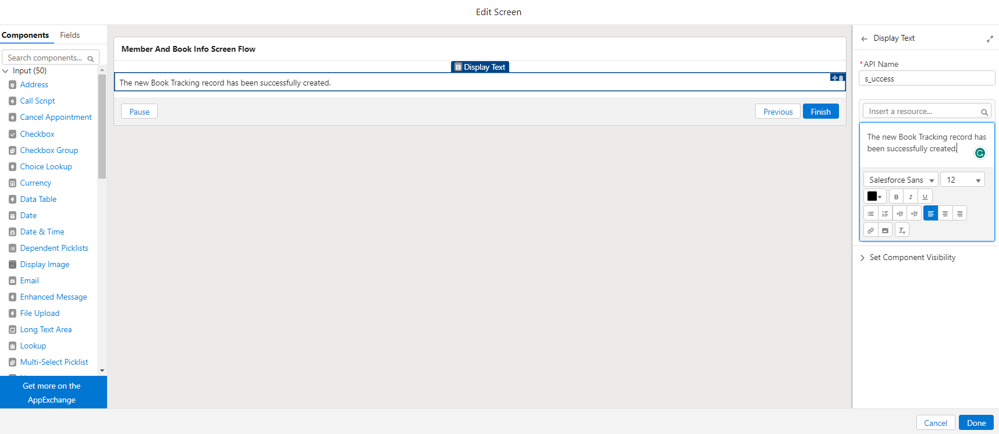 Edit Screen
Components
Fields
Search components...
Input (50)
Address
Call Script
Cancel Appointment
Checkbox
Checkbox Group
Choice Lookup
Currency
Data Table
Date
Date & Time
Dependent Picklists
Display Image
Email
Enhanced Message
File Upload
Long Text Area
Lookup
Multi-Select Picklist
Get more on the
AppExchange
Member And Book Info Screen Flow
Display Text
The new Book Tracking record has been successfully created.
Pause
Previous
Finish
Display Text
*API Name
s_uccess
Insert a resource...
The new Book Tracking record has
been successfully created.
Salesforce Sans
12
B
I
U
Set Component Visibility
Cancel
Done